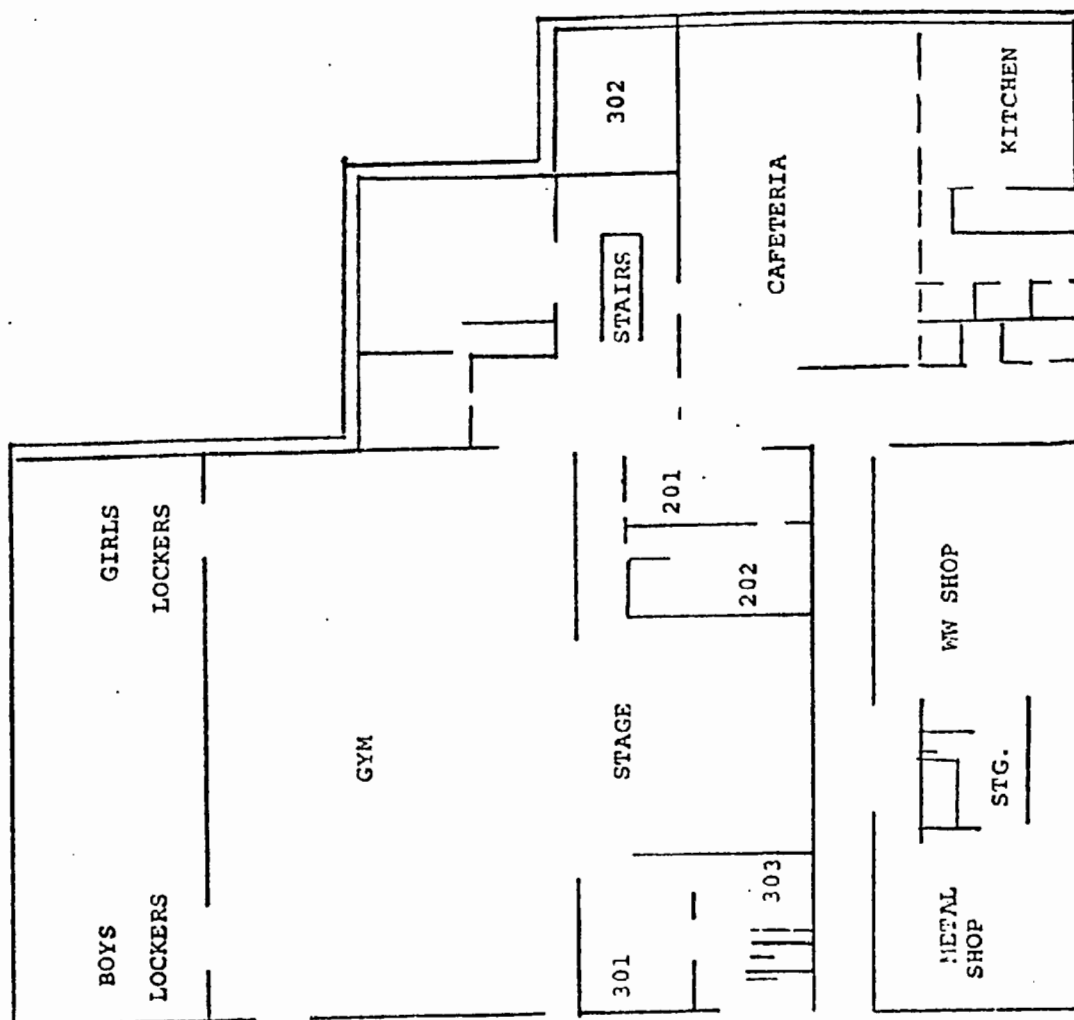 BOYS
LOCKERS
GIRLS
LOCKERS
GYM
STAGE
301
303
202
201
STAIRS
302
CAFETERIA
KITCHEN
METAL
SHOP
STG.
WW SHOP